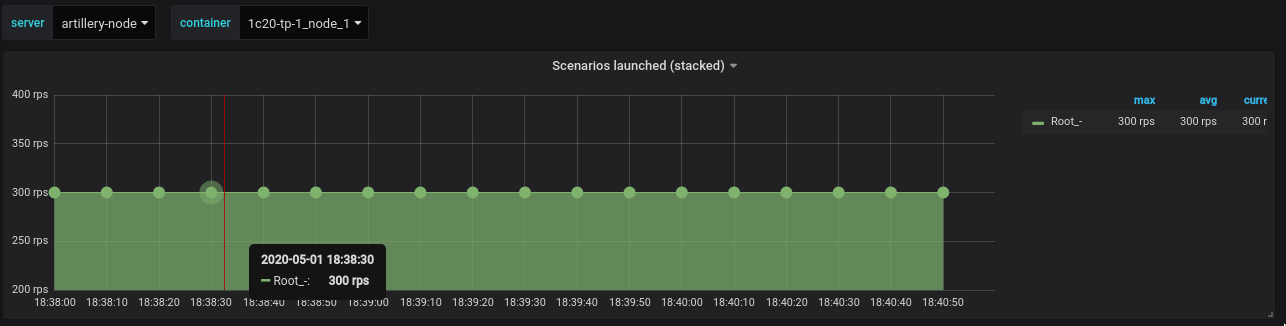 server artillery-node container 1c20-tp-1_node_1
Scenarios launched (stacked)
400 rps
350 rps
300 rps
250 rps
200 rps
max avg curre
Root_- 300 rps 300 rps 300 r
2020-05-01 18:38:30
Root_-: 300 rps
18:38:00 18:38:10 18:38:20 18:38:30 18:38:40 18:38:50 18:39:00 18:39:10 18:39:20 18:39:30 18:39:40 18:39:50 18:40:00 18:40:10 18:40:20 18:40:30 18:40:40 18:40:50